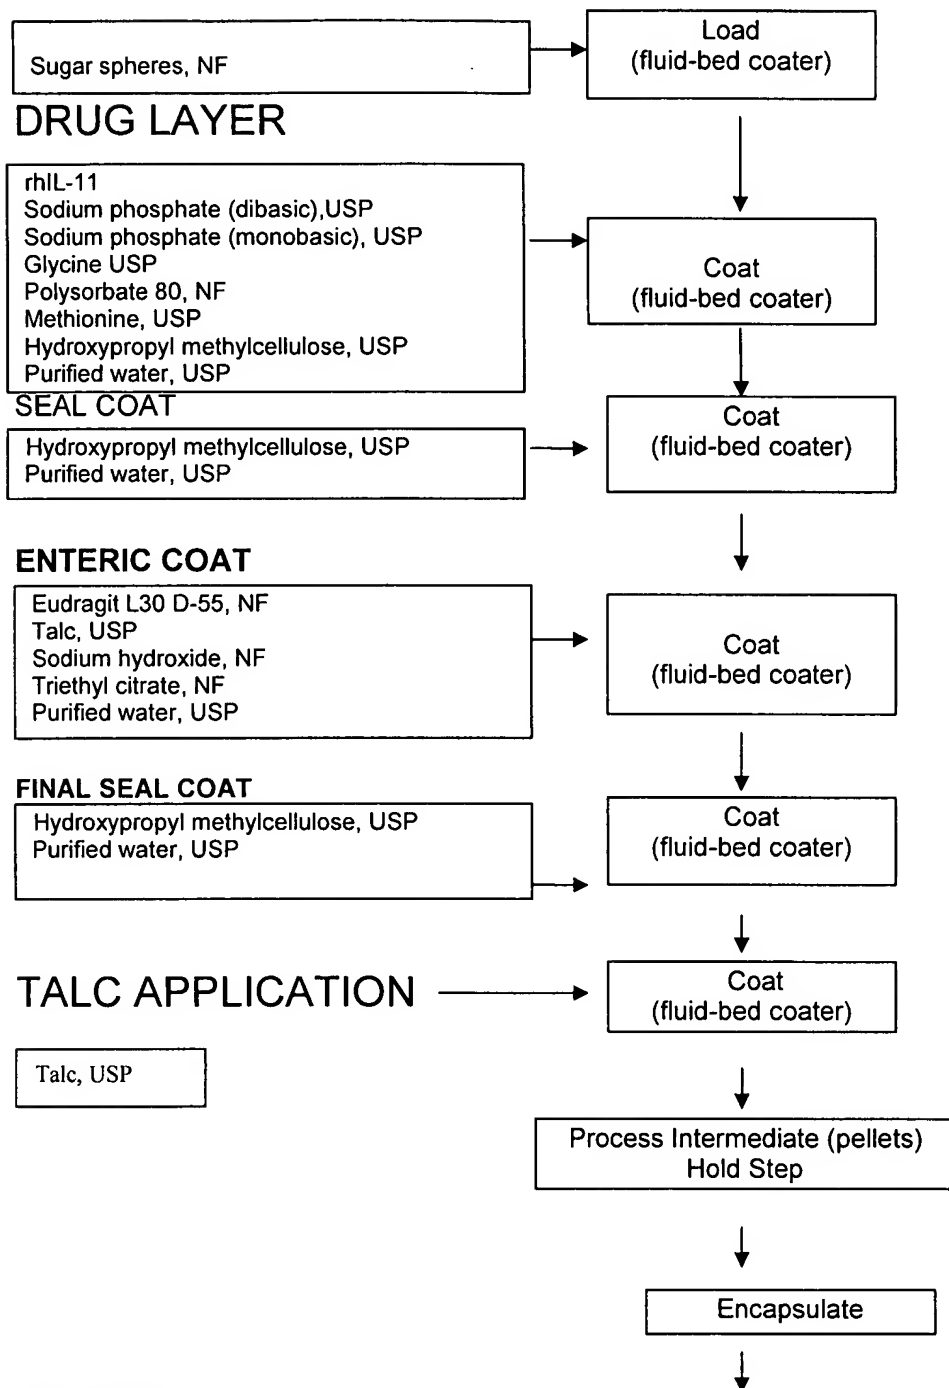 Load
(fluid-bed coater)
Sugar spheres, NF
DRUG LAYER
rhIL-11
Sodium phosphate (dibasic),USP
Sodium phosphate (monobasic), USP
Glycine USP
Polysorbate 80, NF
Methionine, USP
Hydroxypropyl methylcellulose, USP
Purified water, USP
Coat
(fluid-bed coater)
SEAL COAT
Hydroxypropyl methylcellulose, USP
Purified water, USP
Coat
(fluid-bed coater)
ENTERIC COAT
Eudragit L30 D-55, NF
Talc, USP
Sodium hydroxide, NF
Triethyl citrate, NF
Purified water, USP
Coat
(fluid-bed coater)
FINAL SEAL COAT
Hydroxypropyl methylcellulose, USP
Purified water, USP
Coat
(fluid-bed coater)
TALC APPLICATION
Coat
(fluid-bed coater)
Talc, USP
Process Intermediate (pellets)
Hold Step
Encapsulate